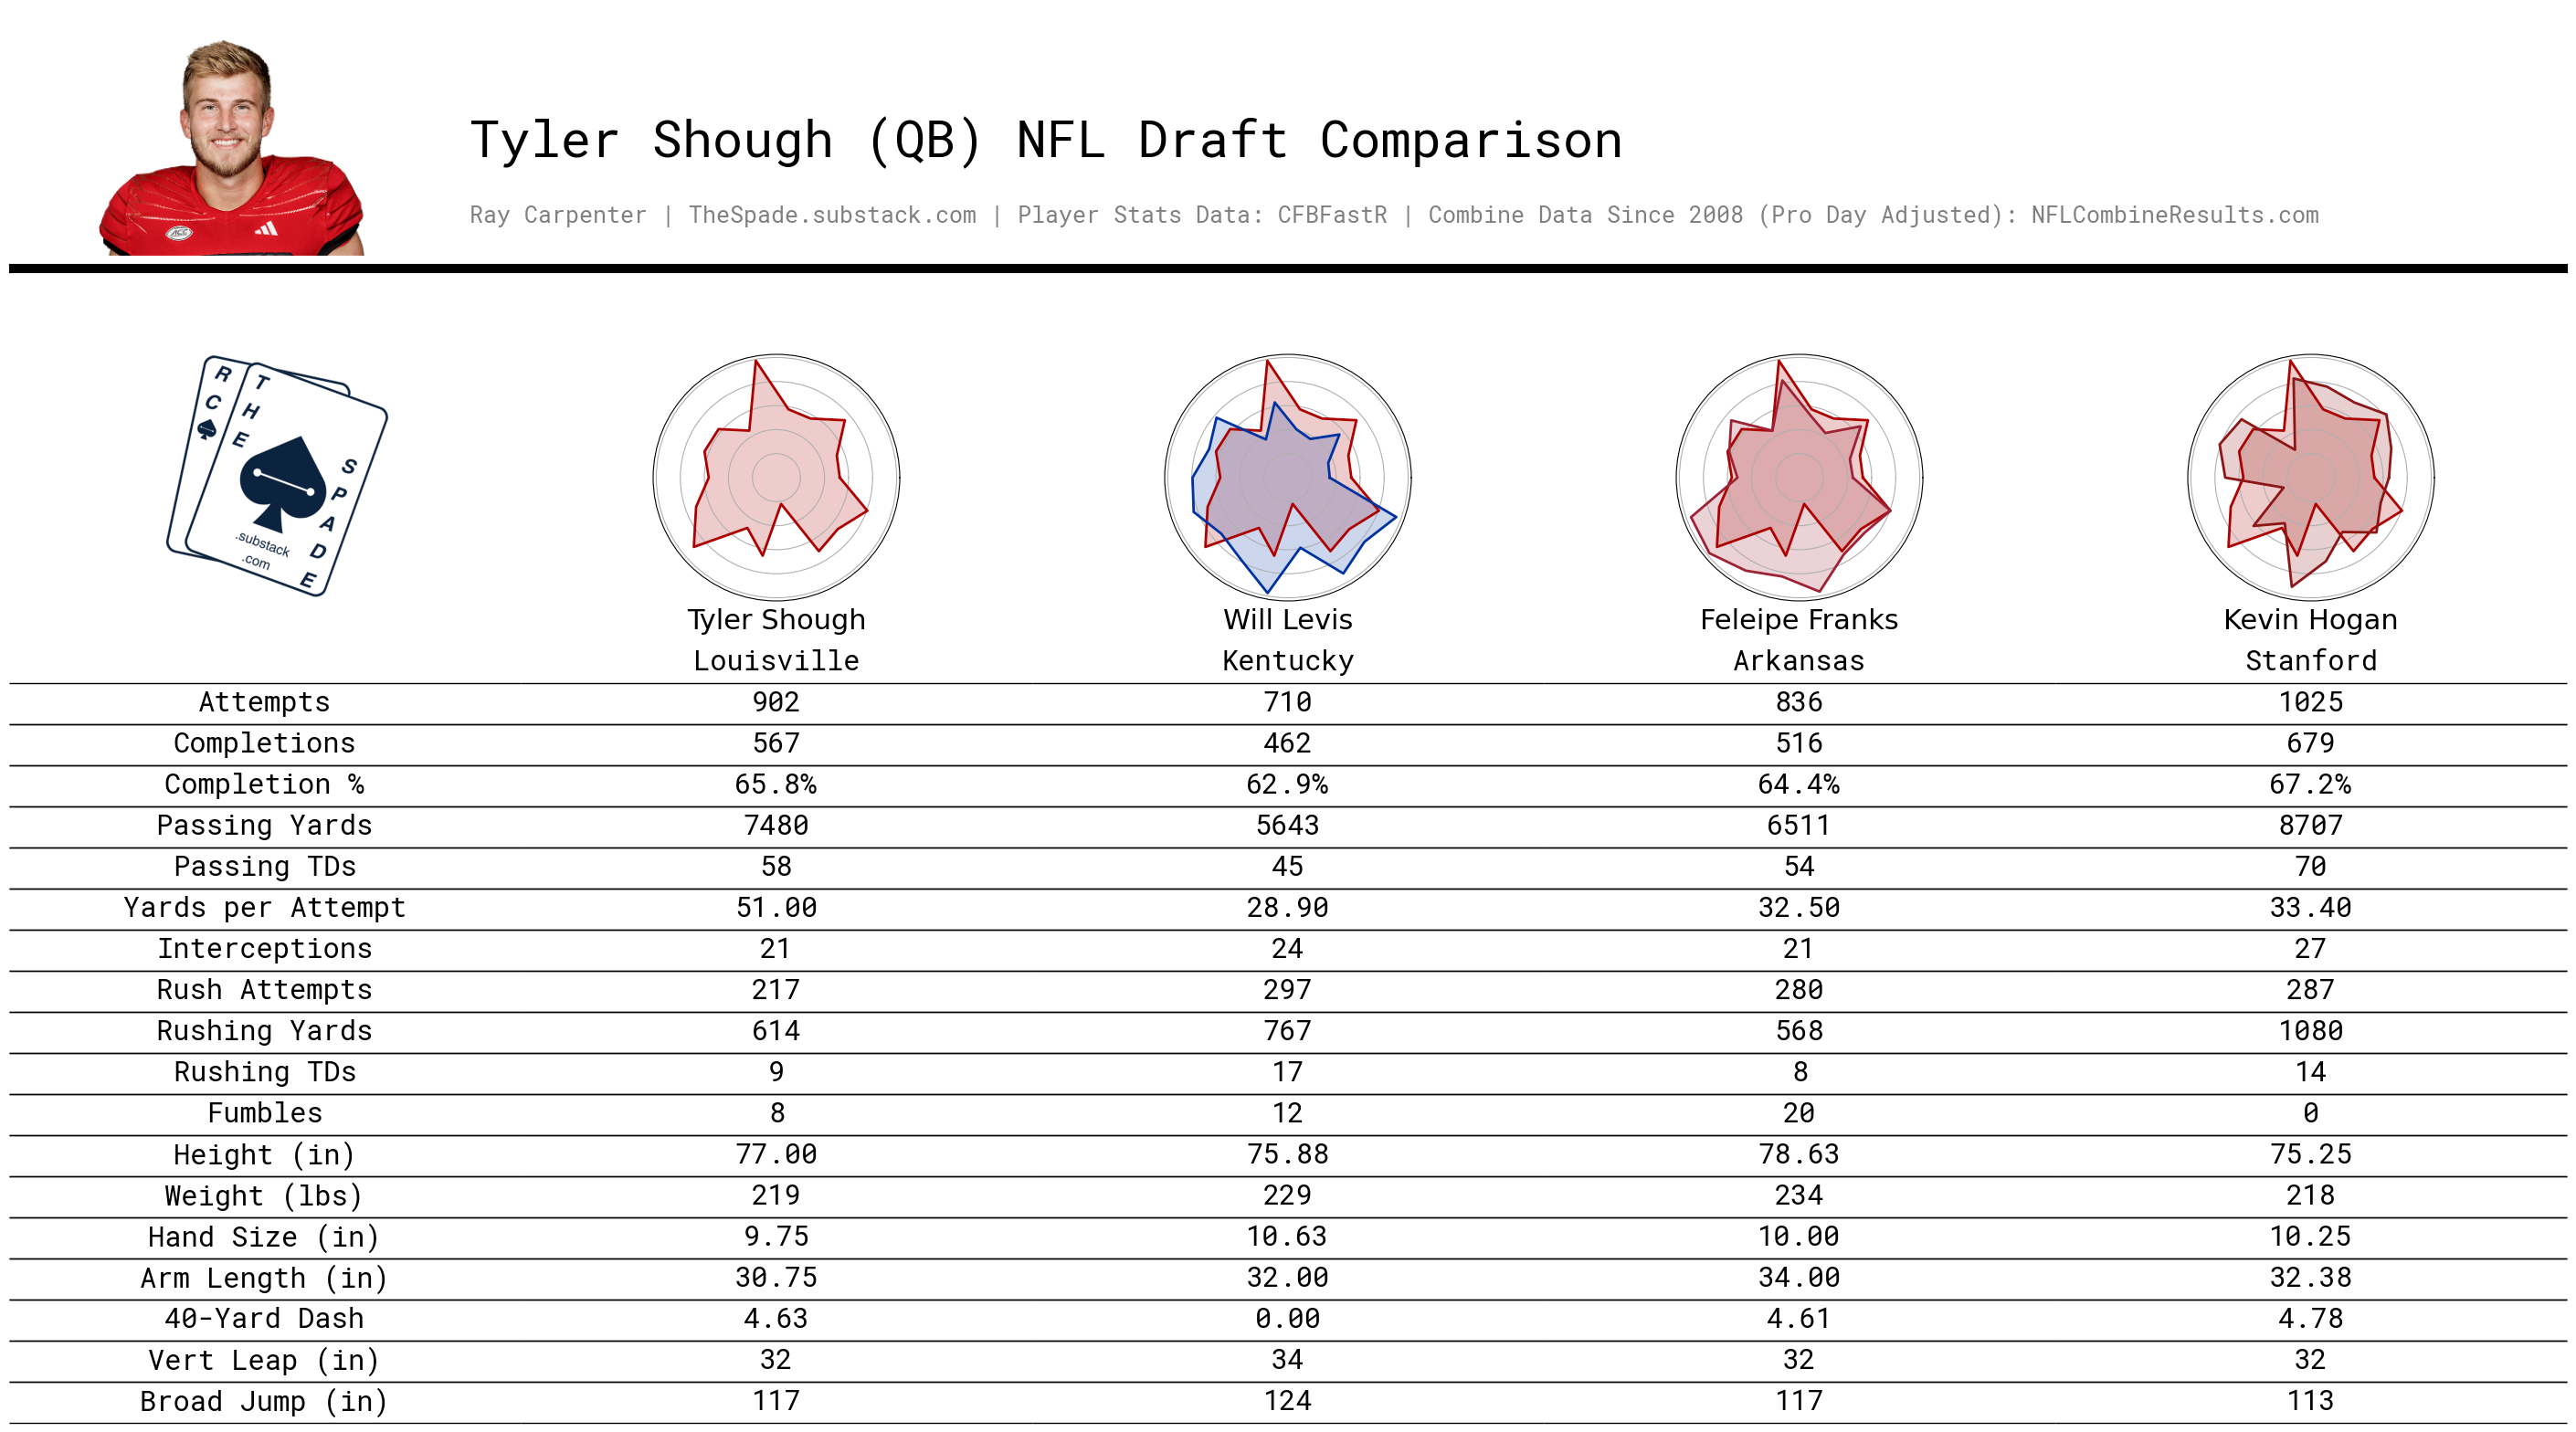 Tyler Shough (QB) NFL Draft Comparison
Ray Carpenter | TheSpade.substack.com | Player Stats Data: CFBFastR | Combine Data Since 2008 (Pro Day Adjusted): NFLCombineResults.com
ACC
RC
THE
SPADE
.substack
.com
Tyler Shough Will Levis Feleipe Franks Kevin Hogan
Louisville Kentucky Arkansas Stanford
Attempts 902 710 836 1025
Completions 567 462 516 679
Completion % 65.8% 62.9% 64.4% 67.2%
Passing Yards 7480 5643 6511 8707
Passing TDs 58 45 54 70
Yards per Attempt 51.00 28.90 32.50 33.40
Interceptions 21 24 21 27
Rush Attempts 217 297 280 287
Rushing Yards 614 767 568 1080
Rushing TDs 9 17 8 14
Fumbles 8 12 20 0
Height (in) 77.00 75.88 78.63 75.25
Weight (lbs) 219 229 234 218
Hand Size (in) 9.75 10.63 10.00 10.25
Arm Length (in) 30.75 32.00 34.00 32.38
40-Yard Dash 4.63 0.00 4.61 4.78
Vert Leap (in) 32 34 32 32
Broad Jump (in) 117 124 117 113